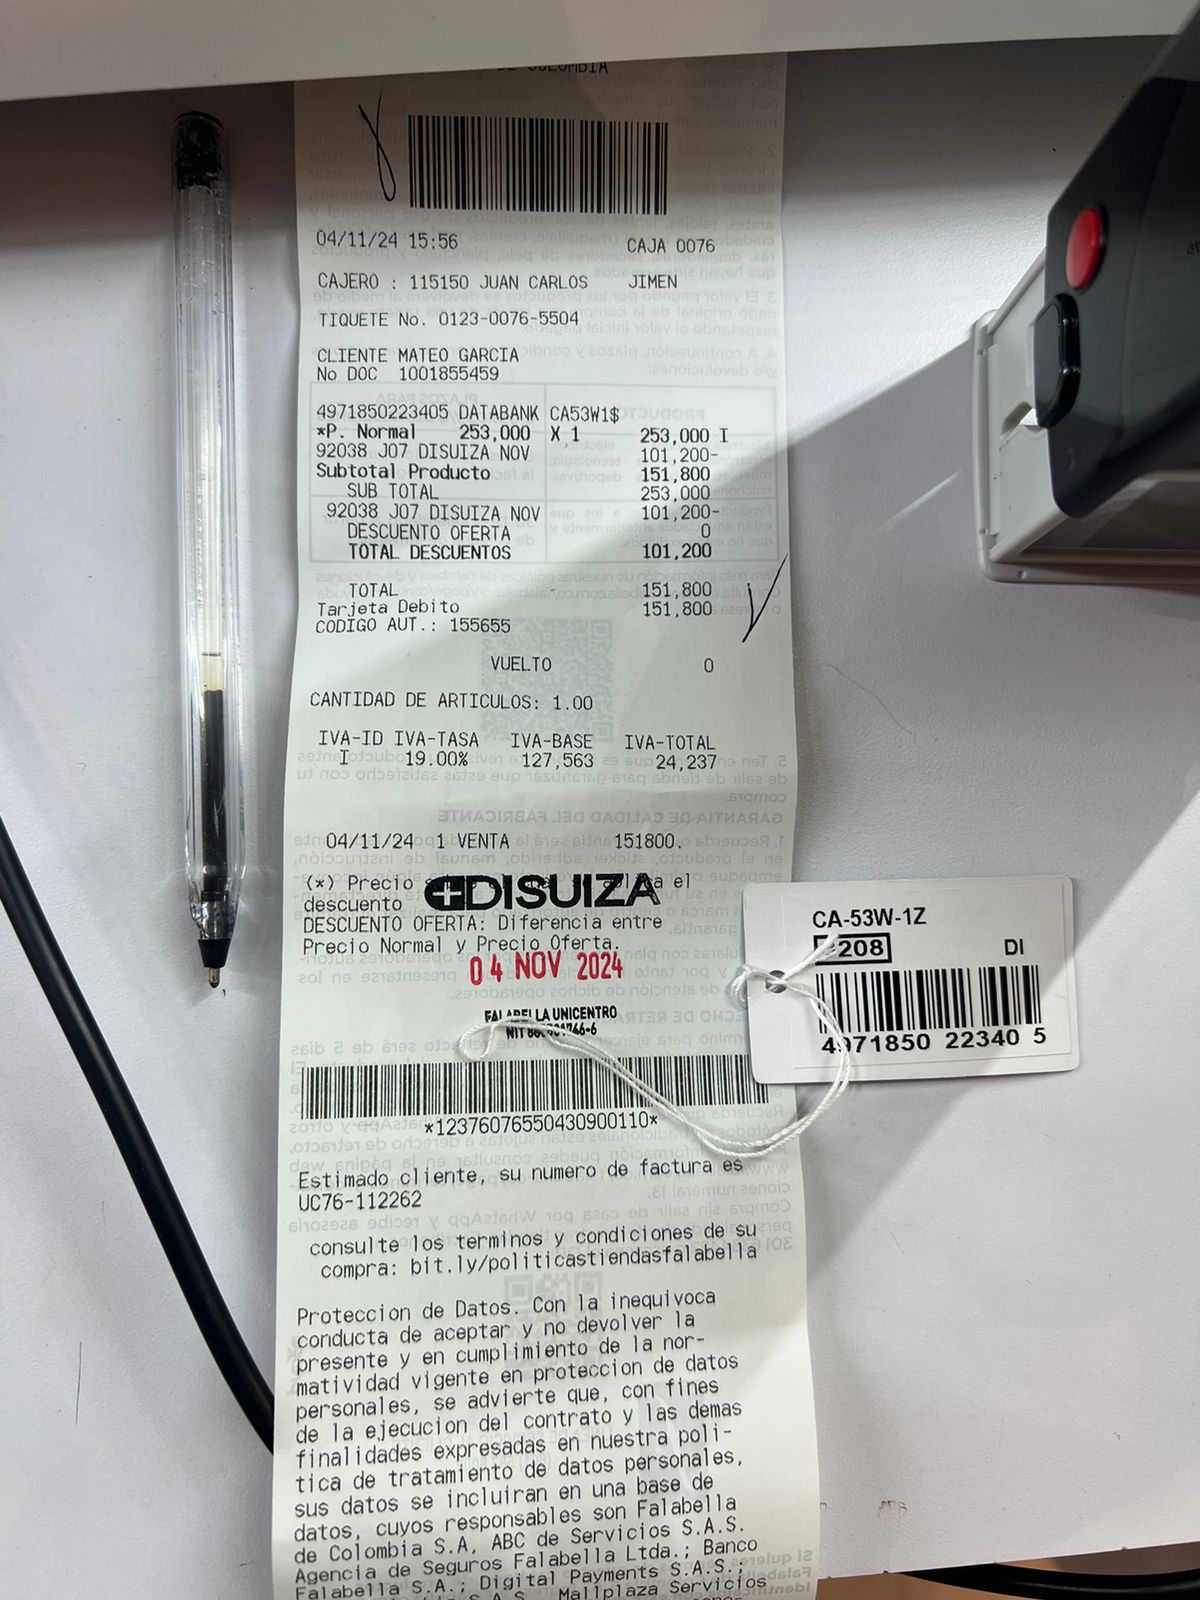 DE COLOMBIA
04/11/24 15:56 CAJA 0076
CAJERO : 115150 JUAN CARLOS JIMEN
TIQUETE No. 0123-0076-5504
CLIENTE MATEO GARCIA
No DOC 1001855459
4971850223405 DATABANK CA53W1$
*P. Normal 253,000 X 1 253,000 I
92038 J07 DISUIZA NOV 101,200-
Subtotal Producto 151,800
SUB TOTAL 253,000
92038 J07 DISUIZA NOV 101,200-
DESCUENTO OFERTA 0
TOTAL DESCUENTOS 101,200
TOTAL 151,800
Tarjeta Debito 151,800
CODIGO AUT.: 155655
VUELTO 0
CANTIDAD DE ARTICULOS: 1.00
IVA-ID IVA-TASA IVA-BASE IVA-TOTAL
I 19.00% 127,563 24,237
04/11/24 1 VENTA 151800.
(*) Precio el
DISUIZA
descuento
DESCUENTO OFERTA: Diferencia entre
Precio Normal y Precio Oferta.
04 NOV 2024
FALABELLA UNICENTRO
NIT
*12376076550430900110*
Estimado cliente, su numero de factura es
UC76-112262
consulte los terminos y condiciones de su
compra: bit.ly/politicastiendasfalabella
Proteccion de Datos. Con la inequivoca
conducta de aceptar y no devolver la
presente y en cumplimiento de la nor-
matividad vigente en proteccion de datos
personales, se advierte que, con fines
de la ejecucion del contrato y las demas
finalidades expresadas en nuestra poli-
tica de tratamiento de datos personales,
sus datos se incluiran en una base de
datos, cuyos responsables son Falabella
de Colombia S.A, ABC de Servicios S.A.S.
Agencia de Seguros Falabella Ltda.; Banco
Falabella S.A.; Digital Payments S.A.S.;
S.A.S., Mallplaza Servicios
CA-53W-1Z
208 DI
4971850 22340 5